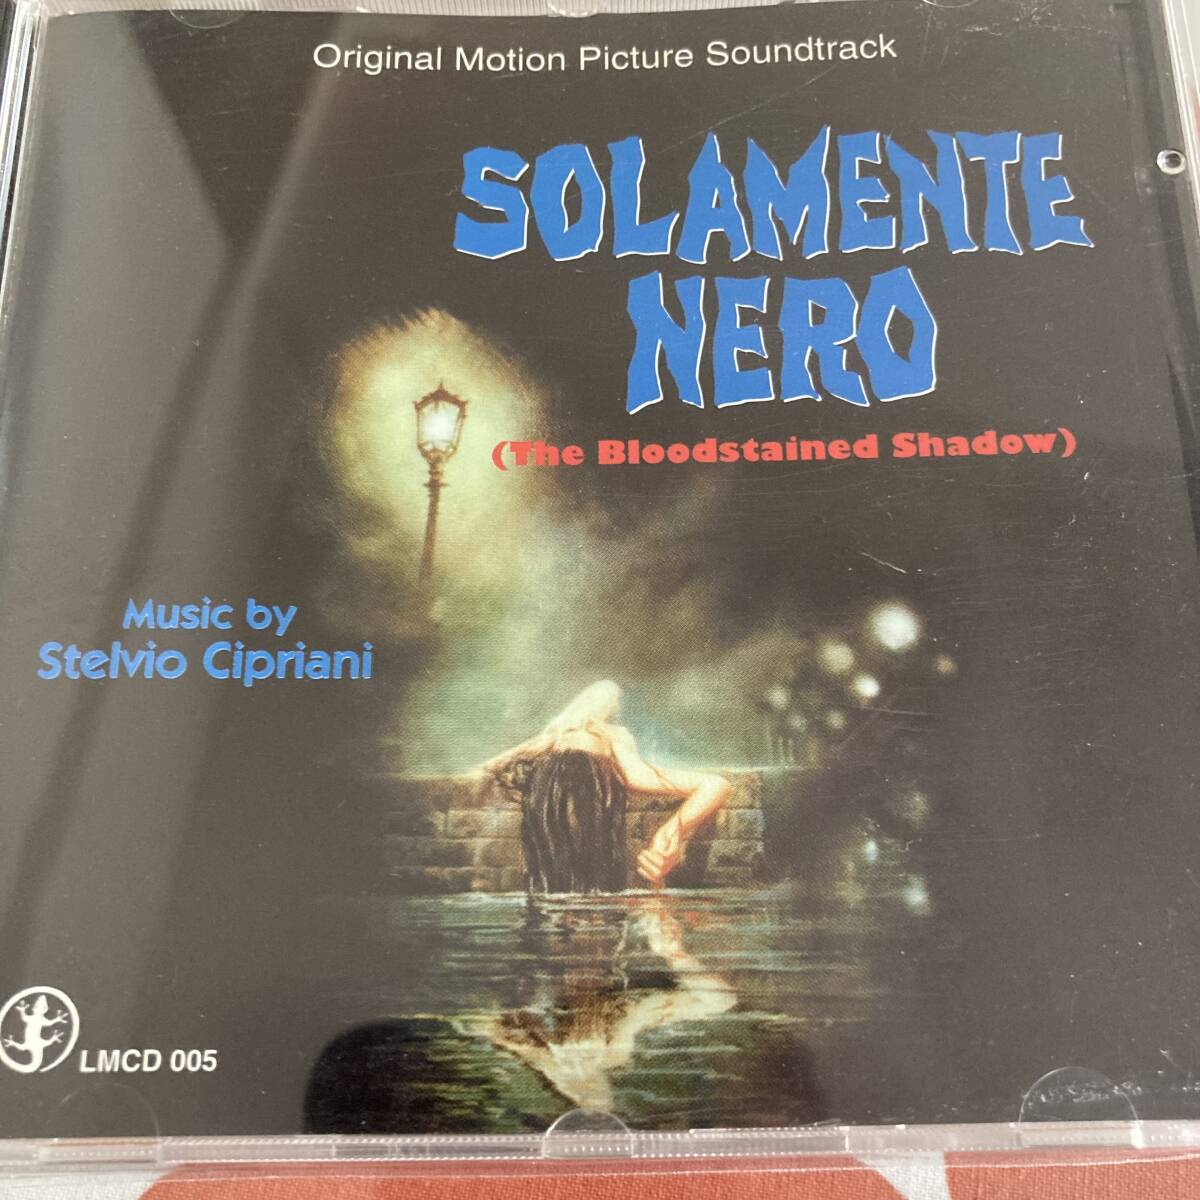 Original Motion Picture Soundtrack
SOLAMENTE
NERO
(The Bloodstained Shadow)
Music by
Stelvio Cipriani
LMCD 005